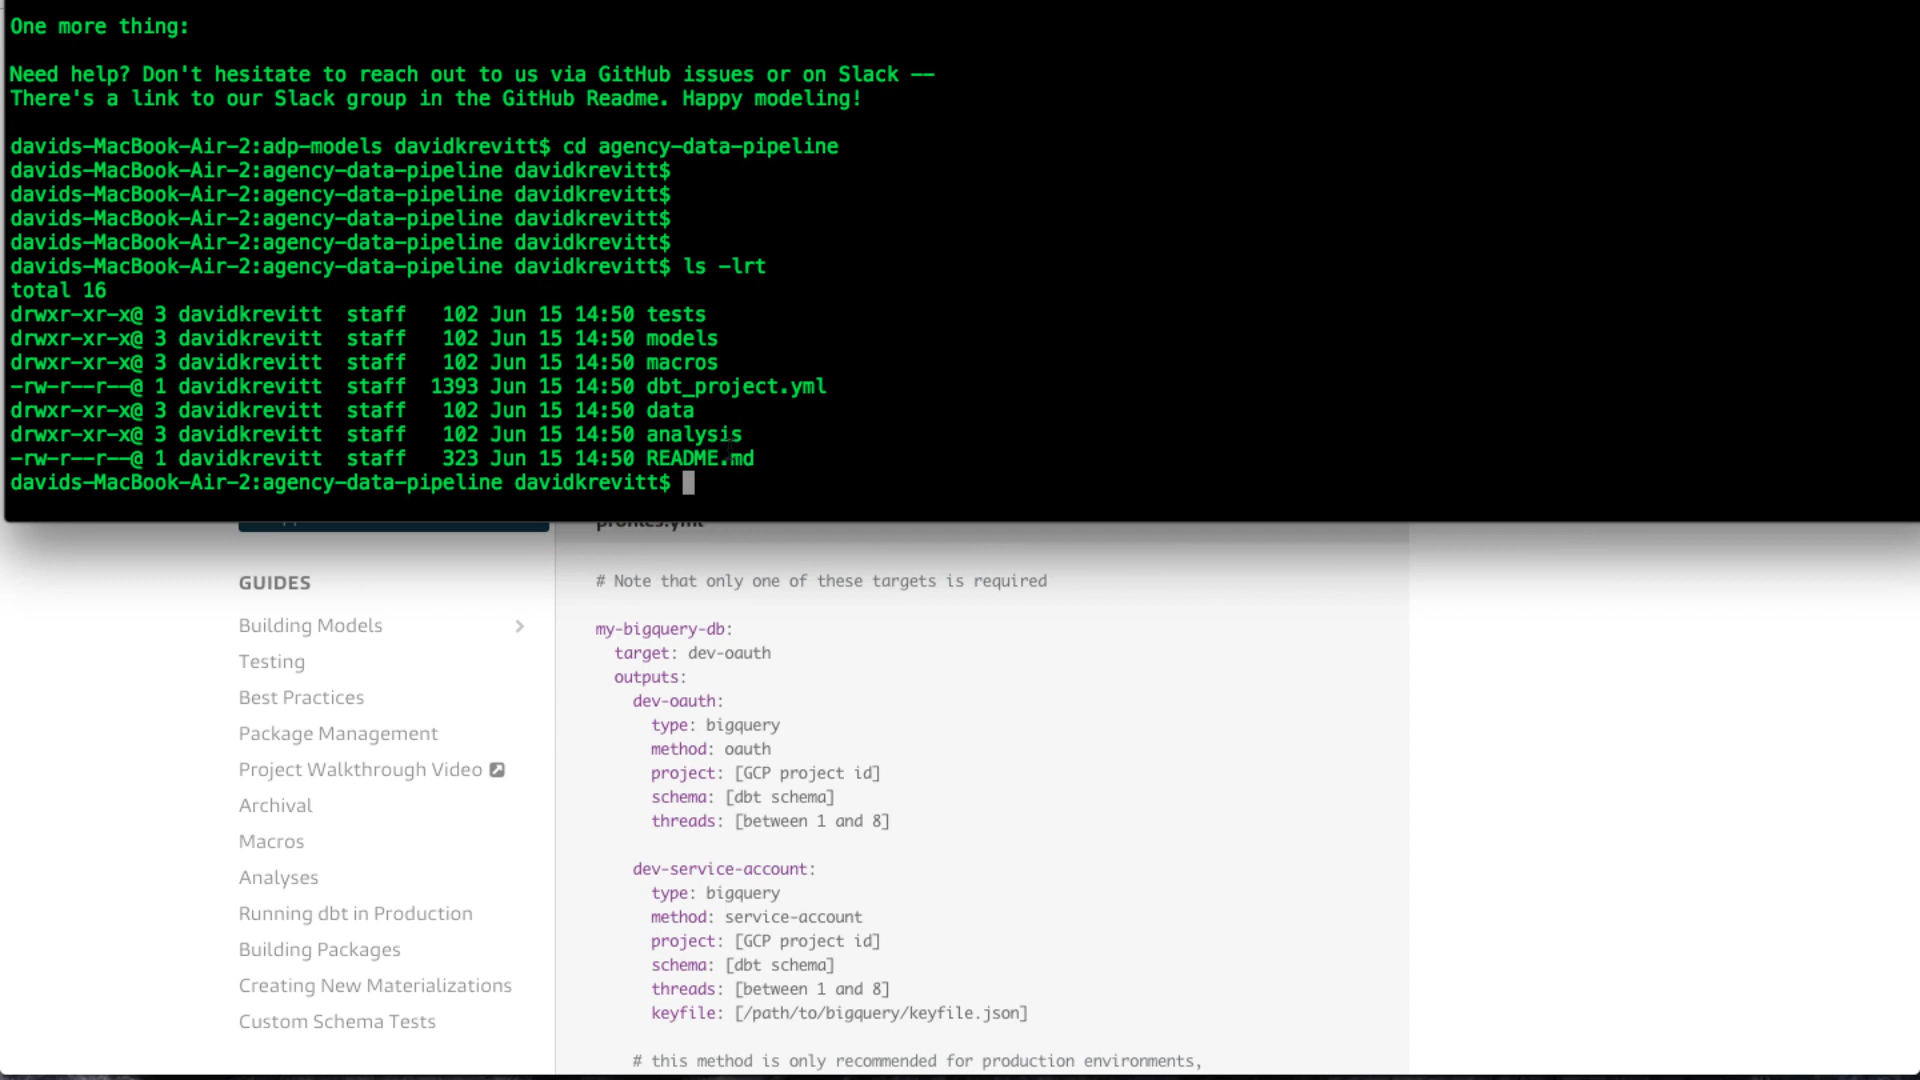 One more thing:
Need help? Don't hesitate to reach out to us via GitHub issues or on Slack --
There's a link to our Slack group in the GitHub Readme. Happy modeling!
davids-MacBook-Air-2:adp-models davidkrevitt$ cd agency-data-pipeline
davids-MacBook-Air-2:agency-data-pipeline davidkrevitt$
davids-MacBook-Air-2:agency-data-pipeline davidkrevitt$
davids-MacBook-Air-2:agency-data-pipeline davidkrevitt$
davids-MacBook-Air-2:agency-data-pipeline davidkrevitt$
davids-MacBook-Air-2:agency-data-pipeline davidkrevitt$ ls -lrt
total 16
drwxr-xr-x@ 3 davidkrevitt  staff   102 Jun 15 14:50 tests
drwxr-xr-x@ 3 davidkrevitt  staff   102 Jun 15 14:50 models
drwxr-xr-x@ 3 davidkrevitt  staff   102 Jun 15 14:50 macros
-rw-r--r--@ 1 davidkrevitt  staff  1393 Jun 15 14:50 dbt_project.yml
drwxr-xr-x@ 3 davidkrevitt  staff   102 Jun 15 14:50 data
drwxr-xr-x@ 3 davidkrevitt  staff   102 Jun 15 14:50 analysis
-rw-r--r--@ 1 davidkrevitt  staff   323 Jun 15 14:50 README.md
davids-MacBook-Air-2:agency-data-pipeline davidkrevitt$
GUIDES
Building Models
Testing
Best Practices
Package Management
Project Walkthrough Video
Archival
Macros
Analyses
Running dbt in Production
Building Packages
Creating New Materializations
Custom Schema Tests
profiles.yml
# Note that only one of these targets is required
my-bigquery-db:
target: dev-oauth
outputs:
dev-oauth:
type: bigquery
method: oauth
project: [GCP project id]
schema: [dbt schema]
threads: [between 1 and 8]
dev-service-account:
type: bigquery
method: service-account
project: [GCP project id]
schema: [dbt schema]
threads: [between 1 and 8]
keyfile: [/path/to/bigquery/keyfile.json]
# this method is only recommended for production environments,